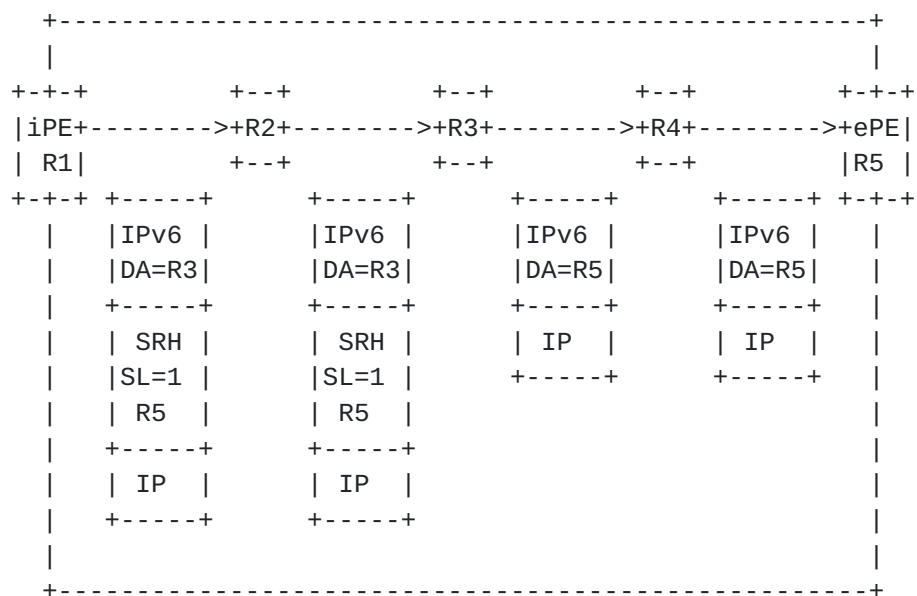 +---------------------------------------------------+
|                                                   |
+-+-+         +--+         +--+         +--+        +-+-+
|iPE+-------->+R2+-------->+R3+-------->+R4+-------->+ePE|
| R1|         +--+         +--+         +--+        |R5 |
+-+-+ +-----+      +-----+      +-----+      +-----+ +-+-+
|   |IPv6 |      |IPv6 |      |IPv6 |      |IPv6 |   |
|   |DA=R3|      |DA=R3|      |DA=R5|      |DA=R5|   |
|   +-----+      +-----+      +-----+      +-----+   |
|   | SRH |      | SRH |      | IP  |      | IP  |   |
|   |SL=1 |      |SL=1 |      +-----+      +-----+   |
|   | R5  |      | R5  |                             |
|   +-----+      +-----+                             |
|   | IP  |      | IP  |                             |
|   +-----+      +-----+                             |
|                                                   |
+---------------------------------------------------+